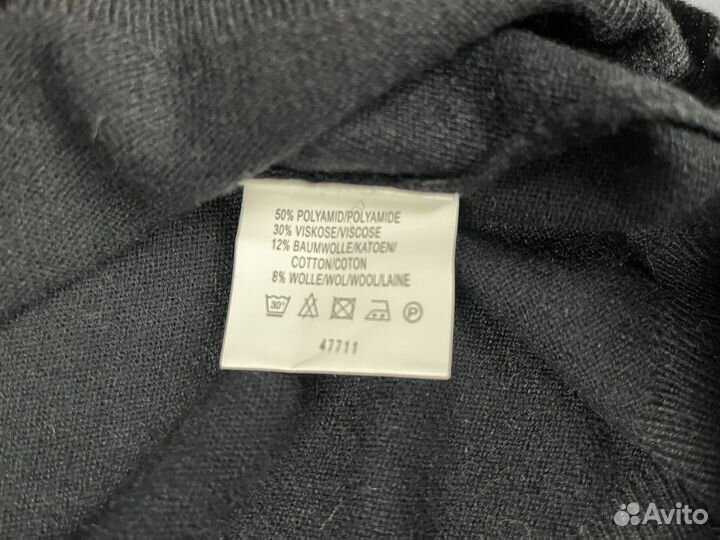 50% POLYAMID/POLYAMIDE
30% VISKOSE/VISCOSE
12% BAUMWOLLE/KATOEN/
COTTON/COTON
8% WOLLE/WOL/WOOL/LAINE
30° P
47711
Avito